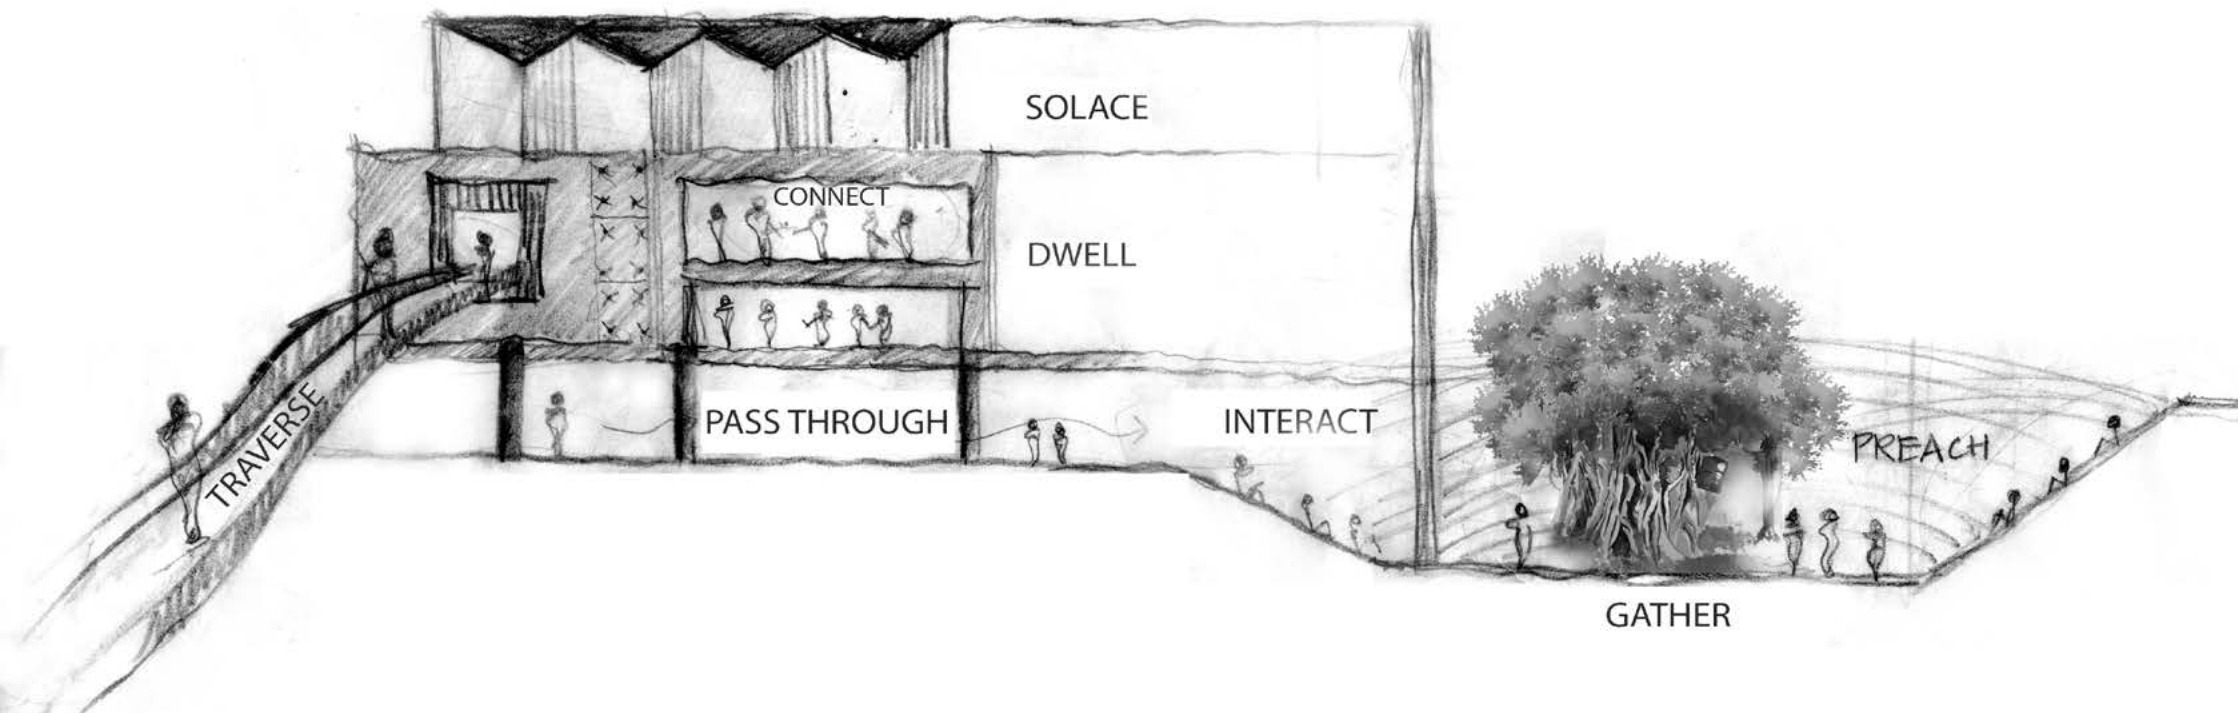 SOLACE
CONNECT
DWELL
TRAVERSE
PASS THROUGH
INTERACT
PREACH
GATHER